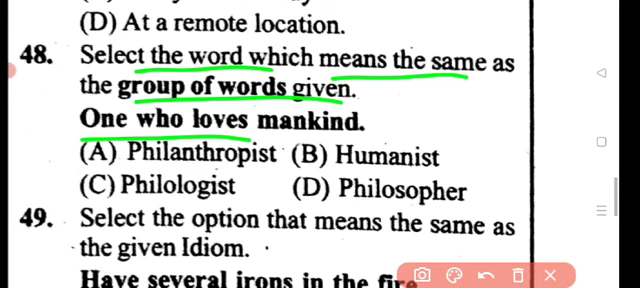 (D) At a remote location.
48. Select the word which means the same as
the group of words given.
One who loves mankind.
(A) Philanthropist (B) Humanist
(C) Philologist (D) Philosopher
49. Select the option that means the same as
the given Idiom.
Have several irons in the fire